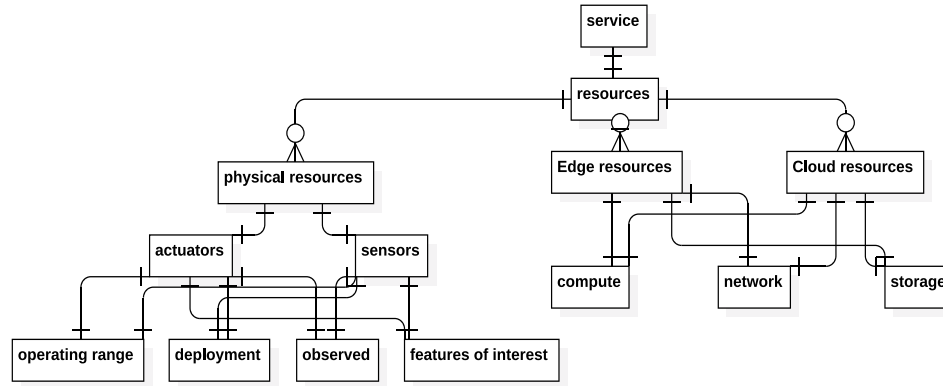 service
resources
physical resources
Edge resources
Cloud resources
actuators
sensors
compute
network
storage
operating range
deployment
observed
features of interest